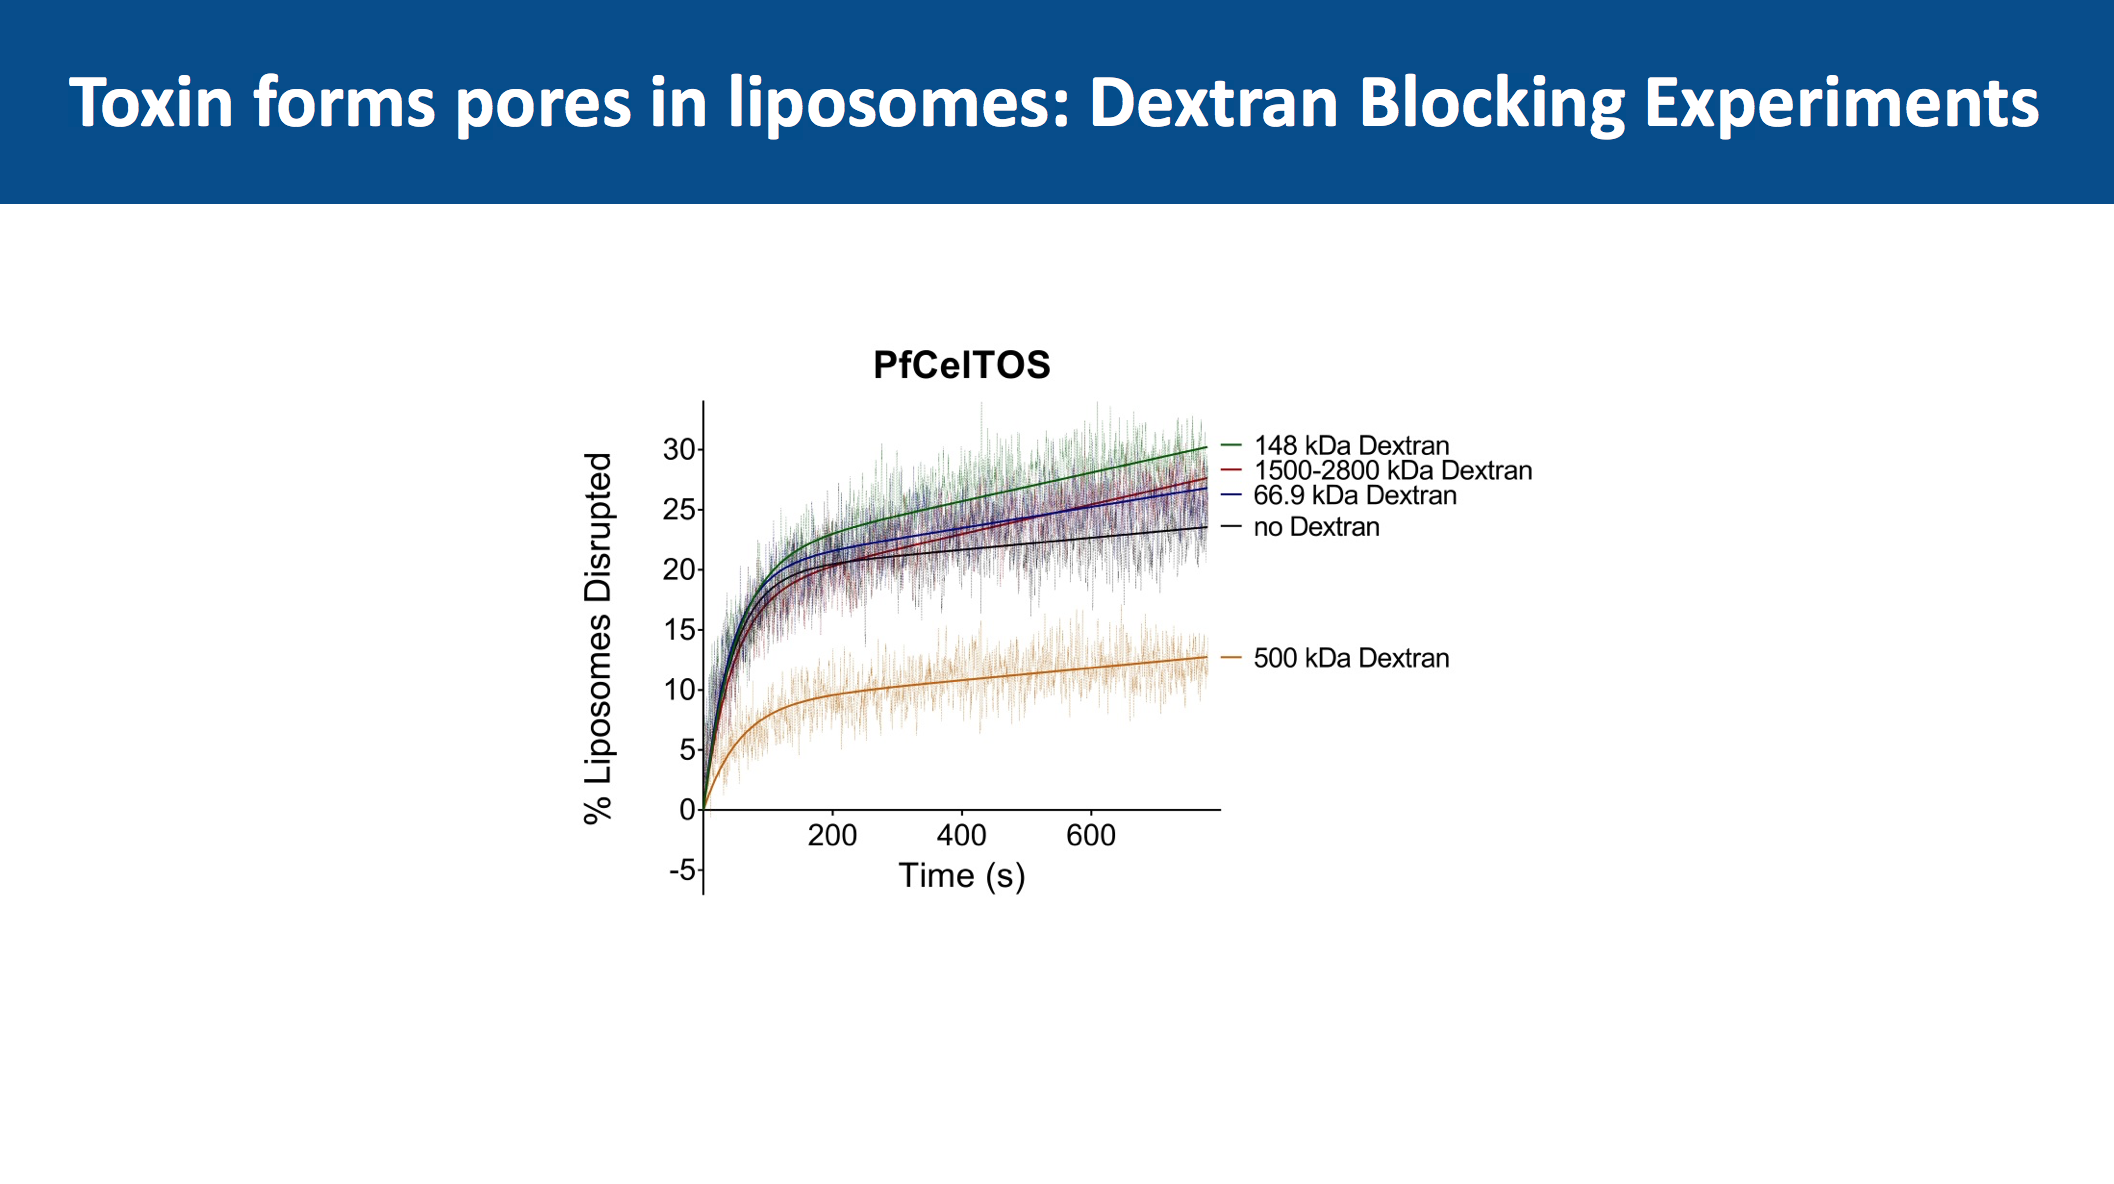 Toxin forms pores in liposomes: Dextran Blocking Experiments
PfCelTOS
% Liposomes Disrupted
30
25
20
15
10
5
0
-5
200 400 600
Time (s)
148 kDa Dextran
1500-2800 kDa Dextran
66.9 kDa Dextran
no Dextran
500 kDa Dextran